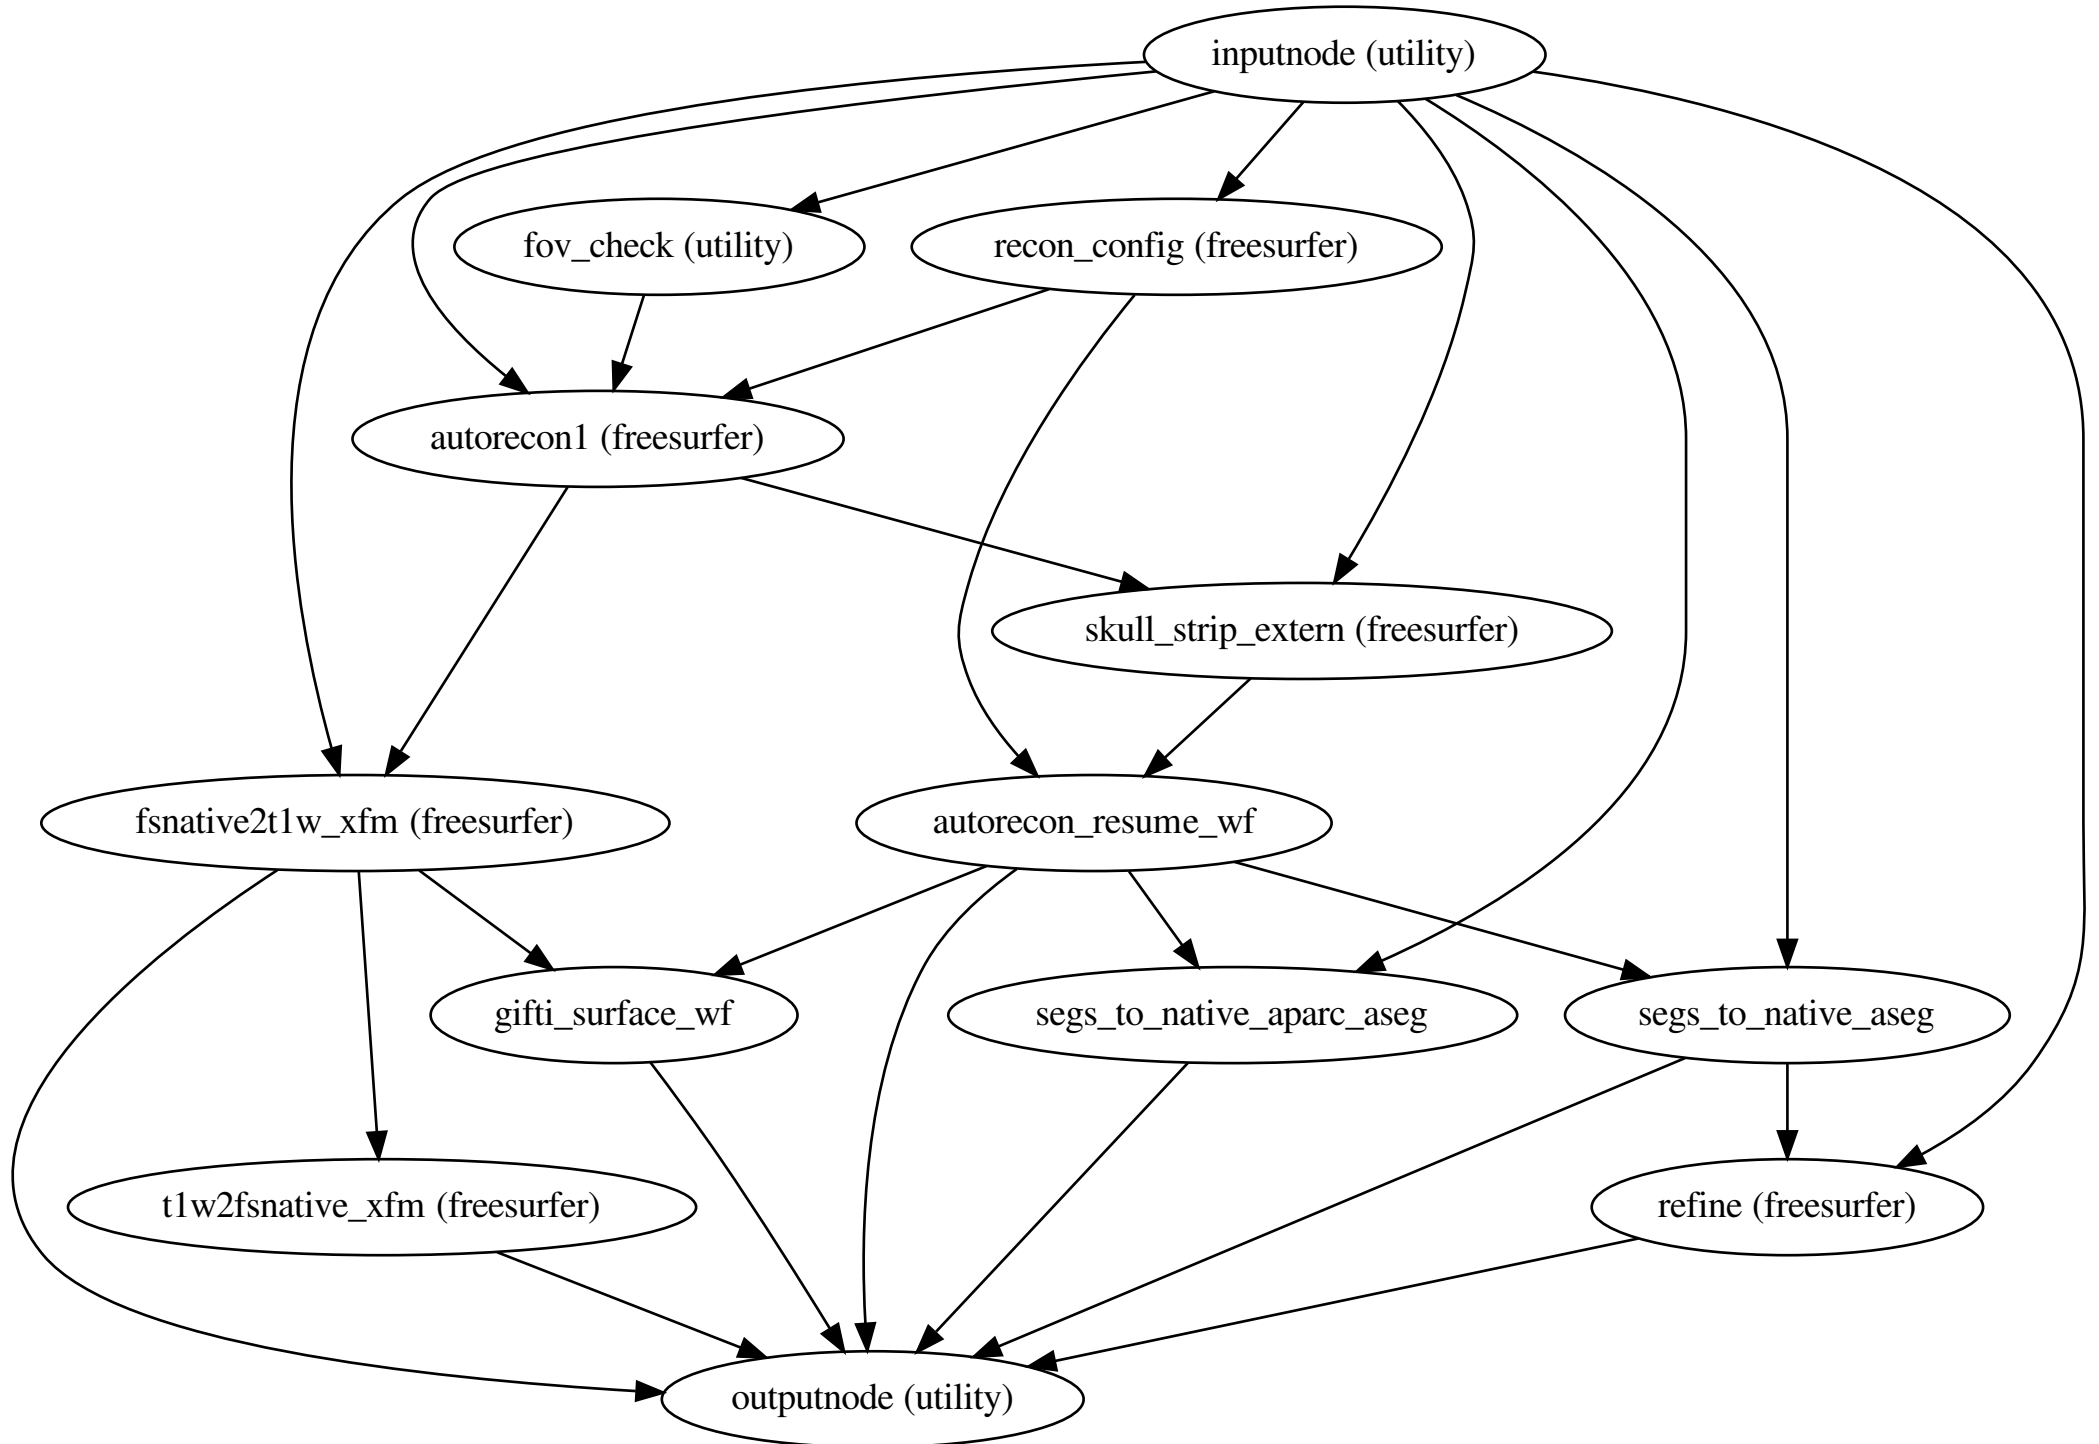 inputnode (utility)
fov_check (utility)
recon_config (freesurfer)
autorecon1 (freesurfer)
skull_strip_extern (freesurfer)
fsnative2t1w_xfm (freesurfer)
autorecon_resume_wf
gifti_surface_wf
segs_to_native_aparc_aseg
segs_to_native_aseg
t1w2fsnative_xfm (freesurfer)
refine (freesurfer)
outputnode (utility)